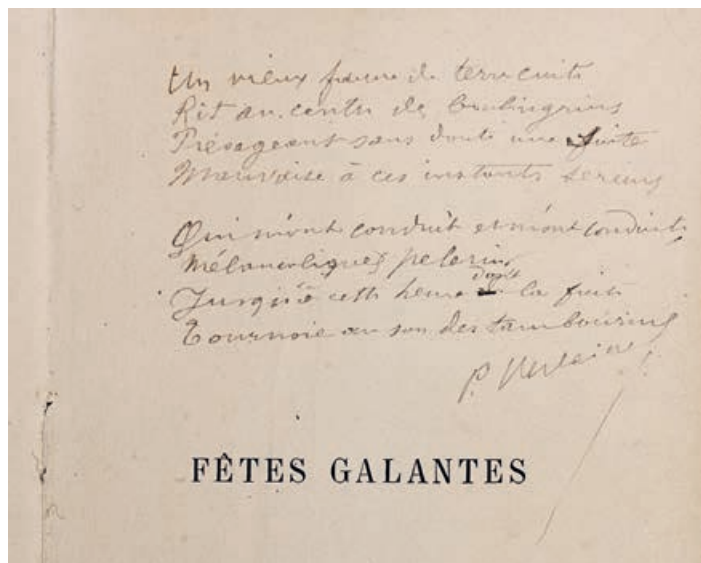 Un vieux faune de terre cuite
Rit au centre des boulingrins
Présageant sans doute une suite
Mauvaise à ces instants sereins
Qui m'ont conduit et m'ont conduite
Mélancoliques pelerins
Jusqu'à cette heure dont la fuite
Tournoie au son des tambourins
P. Verlaine
FÊTES GALANTES